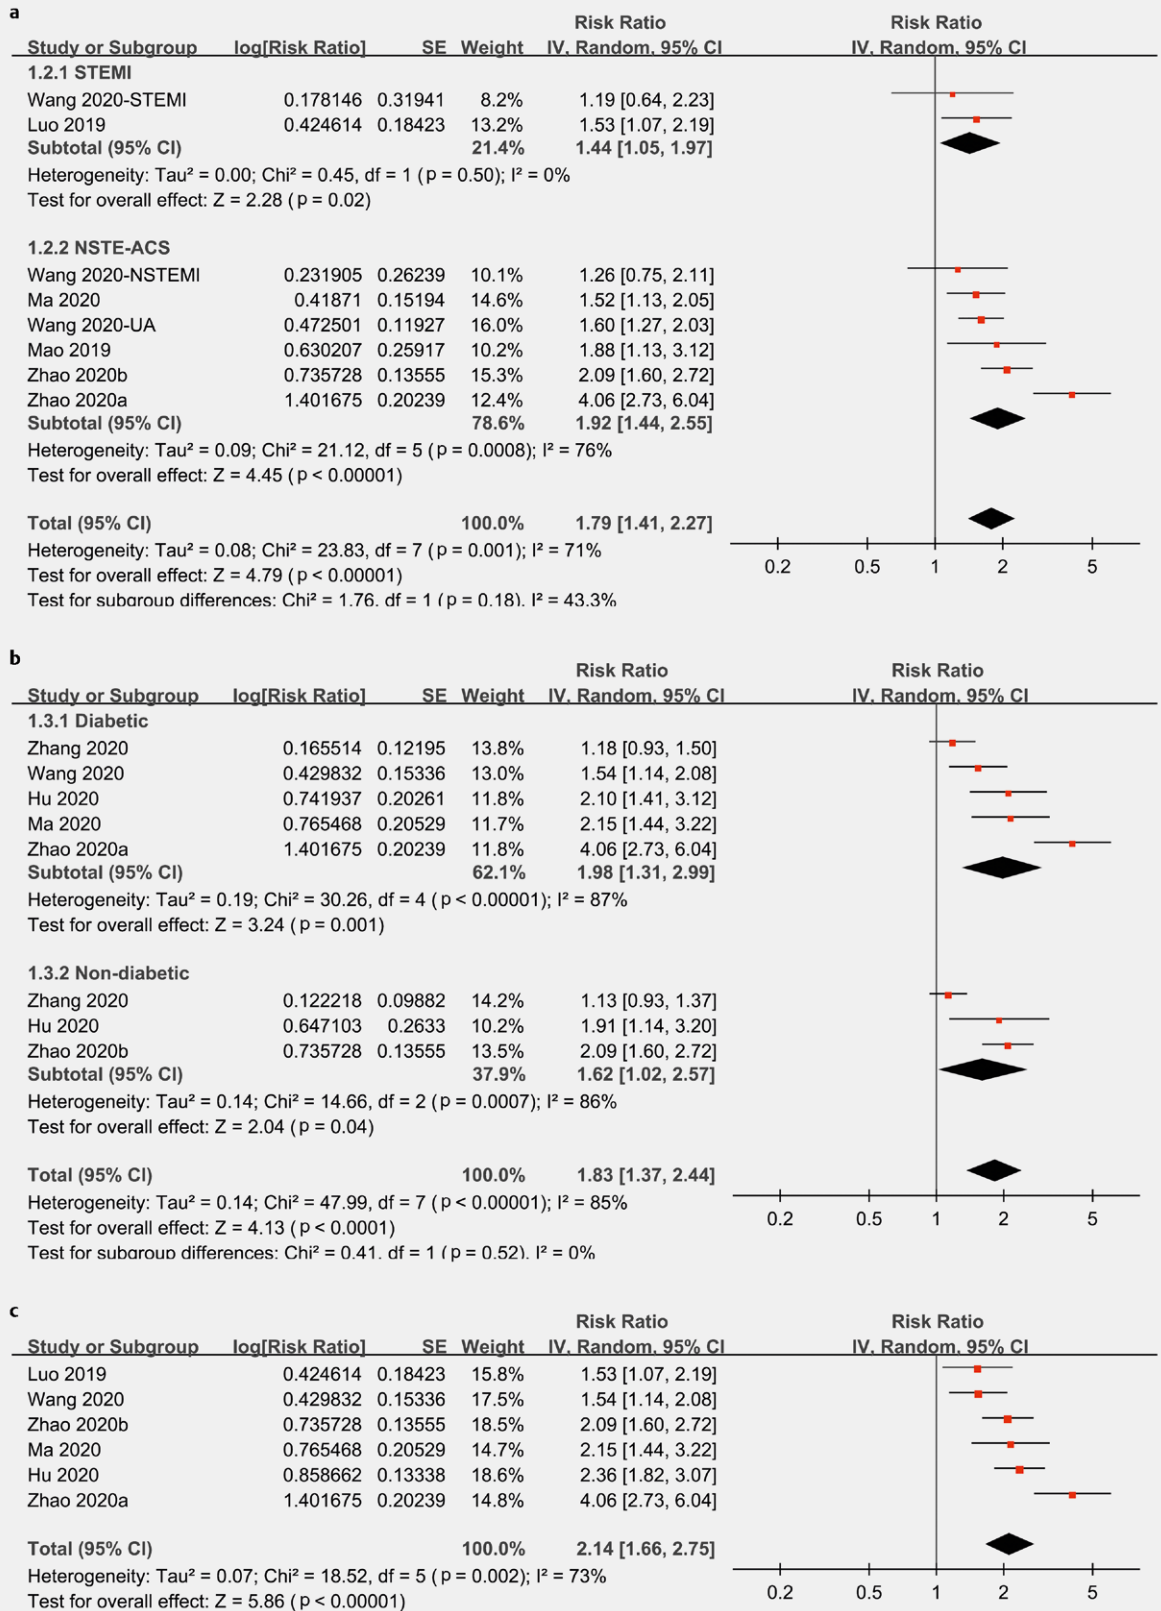 a
Risk Ratio Risk Ratio
Study or Subgroup log[Risk Ratio] SE Weight IV, Random, 95% CI IV, Random, 95% CI
1.2.1 STEMI
Wang 2020-STEMI 0.178146 0.31941 8.2% 1.19 [0.64, 2.23]
Luo 2019 0.424614 0.18423 13.2% 1.53 [1.07, 2.19]
Subtotal (95% CI) 21.4% 1.44 [1.05, 1.97]
Heterogeneity: Tau² = 0.00; Chi² = 0.45, df = 1 (p = 0.50); I² = 0%
Test for overall effect: Z = 2.28 (p = 0.02)
1.2.2 NSTE-ACS
Wang 2020-NSTEMI 0.231905 0.26239 10.1% 1.26 [0.75, 2.11]
Ma 2020 0.41871 0.15194 14.6% 1.52 [1.13, 2.05]
Wang 2020-UA 0.472501 0.11927 16.0% 1.60 [1.27, 2.03]
Mao 2019 0.630207 0.25917 10.2% 1.88 [1.13, 3.12]
Zhao 2020b 0.735728 0.13555 15.3% 2.09 [1.60, 2.72]
Zhao 2020a 1.401675 0.20239 12.4% 4.06 [2.73, 6.04]
Subtotal (95% CI) 78.6% 1.92 [1.44, 2.55]
Heterogeneity: Tau² = 0.09; Chi² = 21.12, df = 5 (p = 0.0008); I² = 76%
Test for overall effect: Z = 4.45 (p < 0.00001)
Total (95% CI) 100.0% 1.79 [1.41, 2.27]
Heterogeneity: Tau² = 0.08; Chi² = 23.83, df = 7 (p = 0.001); I² = 71%
Test for overall effect: Z = 4.79 (p < 0.00001)
Test for subgroup differences: Chi² = 1.76, df = 1 (p = 0.18), I² = 43.3%
0.2 0.5 1 2 5
b
Risk Ratio Risk Ratio
Study or Subgroup log[Risk Ratio] SE Weight IV, Random, 95% CI IV, Random, 95% CI
1.3.1 Diabetic
Zhang 2020 0.165514 0.12195 13.8% 1.18 [0.93, 1.50]
Wang 2020 0.429832 0.15336 13.0% 1.54 [1.14, 2.08]
Hu 2020 0.741937 0.20261 11.8% 2.10 [1.41, 3.12]
Ma 2020 0.765468 0.20529 11.7% 2.15 [1.44, 3.22]
Zhao 2020a 1.401675 0.20239 11.8% 4.06 [2.73, 6.04]
Subtotal (95% CI) 62.1% 1.98 [1.31, 2.99]
Heterogeneity: Tau² = 0.19; Chi² = 30.26, df = 4 (p < 0.00001); I² = 87%
Test for overall effect: Z = 3.24 (p = 0.001)
1.3.2 Non-diabetic
Zhang 2020 0.122218 0.09882 14.2% 1.13 [0.93, 1.37]
Hu 2020 0.647103 0.2633 10.2% 1.91 [1.14, 3.20]
Zhao 2020b 0.735728 0.13555 13.5% 2.09 [1.60, 2.72]
Subtotal (95% CI) 37.9% 1.62 [1.02, 2.57]
Heterogeneity: Tau² = 0.14; Chi² = 14.66, df = 2 (p = 0.0007); I² = 86%
Test for overall effect: Z = 2.04 (p = 0.04)
Total (95% CI) 100.0% 1.83 [1.37, 2.44]
Heterogeneity: Tau² = 0.14; Chi² = 47.99, df = 7 (p < 0.00001); I² = 85%
Test for overall effect: Z = 4.13 (p < 0.0001)
Test for subgroup differences: Chi² = 0.41, df = 1 (p = 0.52), I² = 0%
0.2 0.5 1 2 5
c
Risk Ratio Risk Ratio
Study or Subgroup log[Risk Ratio] SE Weight IV, Random, 95% CI IV, Random, 95% CI
Luo 2019 0.424614 0.18423 15.8% 1.53 [1.07, 2.19]
Wang 2020 0.429832 0.15336 17.5% 1.54 [1.14, 2.08]
Zhao 2020b 0.735728 0.13555 18.5% 2.09 [1.60, 2.72]
Ma 2020 0.765468 0.20529 14.7% 2.15 [1.44, 3.22]
Hu 2020 0.858662 0.13338 18.6% 2.36 [1.82, 3.07]
Zhao 2020a 1.401675 0.20239 14.8% 4.06 [2.73, 6.04]
Total (95% CI) 100.0% 2.14 [1.66, 2.75]
Heterogeneity: Tau² = 0.07; Chi² = 18.52, df = 5 (p = 0.002); I² = 73%
Test for overall effect: Z = 5.86 (p < 0.00001)
0.2 0.5 1 2 5